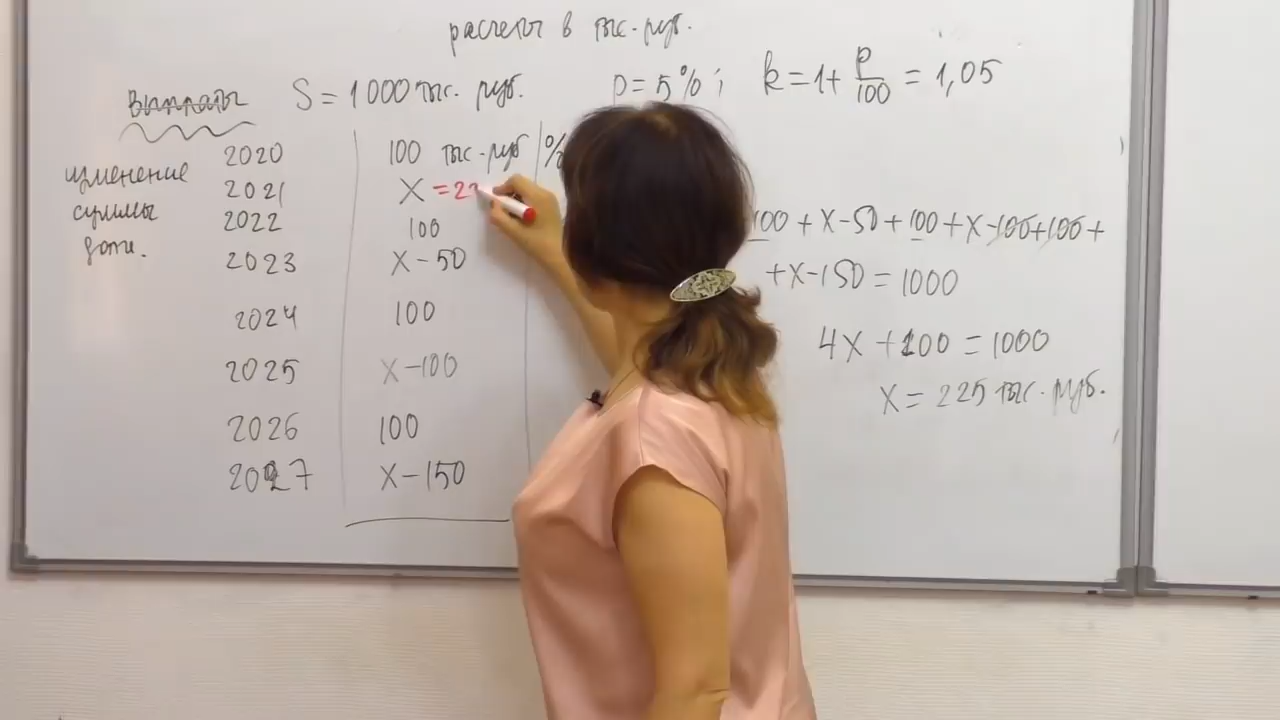 расчеты в тыс. руб.
S = 1000 тыс. руб. p = 5% ; k = 1 + p/100 = 1,05
Выплаты
изменение
суммы
долга.
2020 100 тыс. руб %
2021 x = 22
2022 100
2023 x - 50
2024 100
2025 x - 100
2026 100
2027 x - 150
100 + x - 50 + 100 + x - 100 + 100 +
+ x - 150 = 1000
4x + 100 = 1000
x = 225 тыс. руб.